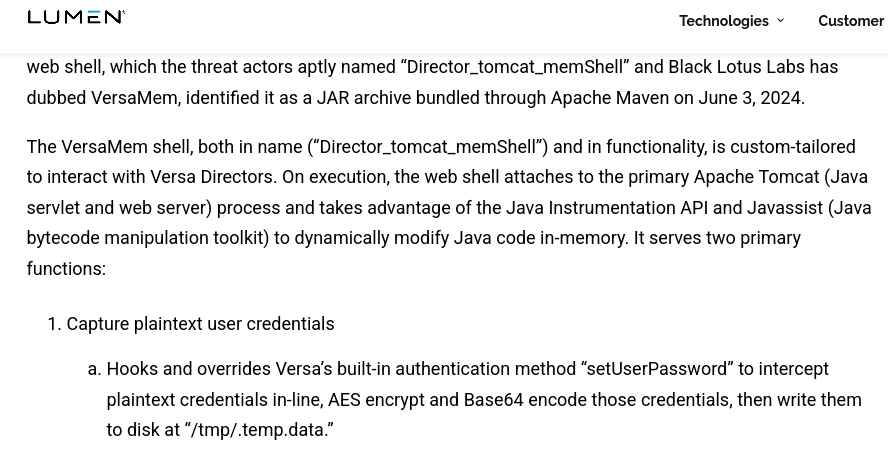 LUMEN
Technologies
Customer
web shell, which the threat actors aptly named “Director_tomcat_memShell” and Black Lotus Labs has
dubbed VersaMem, identified it as a JAR archive bundled through Apache Maven on June 3, 2024.
The VersaMem shell, both in name (“Director_tomcat_memShell”) and in functionality, is custom-tailored
to interact with Versa Directors. On execution, the web shell attaches to the primary Apache Tomcat (Java
servlet and web server) process and takes advantage of the Java Instrumentation API and Javassist (Java
bytecode manipulation toolkit) to dynamically modify Java code in-memory. It serves two primary
functions:
1. Capture plaintext user credentials
a. Hooks and overrides Versa’s built-in authentication method “setUserPassword” to intercept
plaintext credentials in-line, AES encrypt and Base64 encode those credentials, then write them
to disk at “/tmp/.temp.data.”